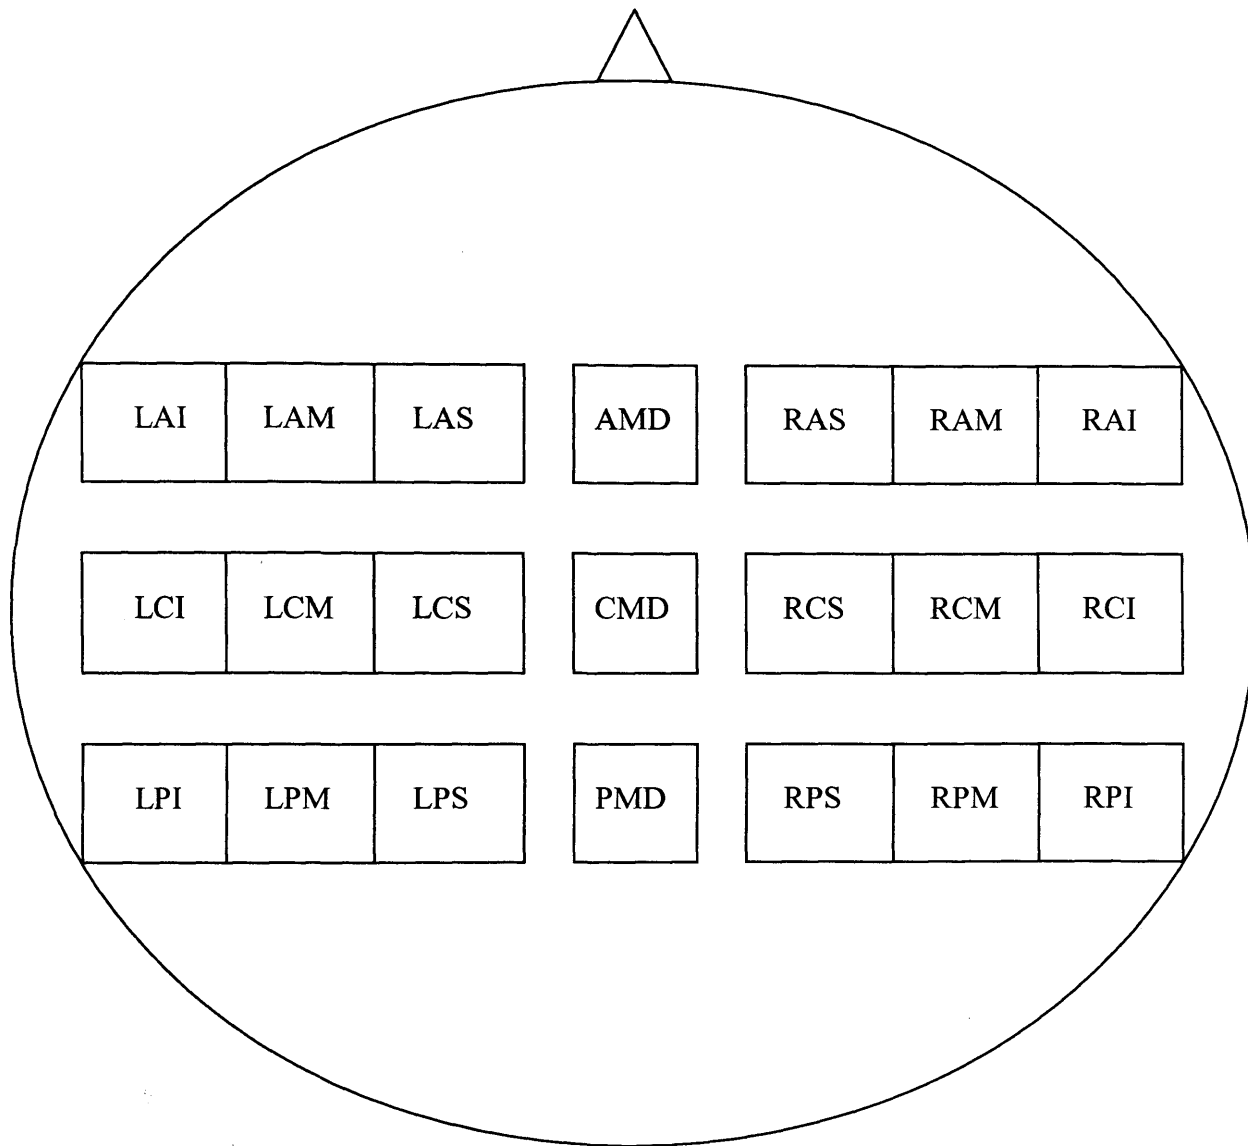 LAI LAM LAS AMD RAS RAM RAI
LCI LCM LCS CMD RCS RCM RCI
LPI LPM LPS PMD RPS RPM RPI